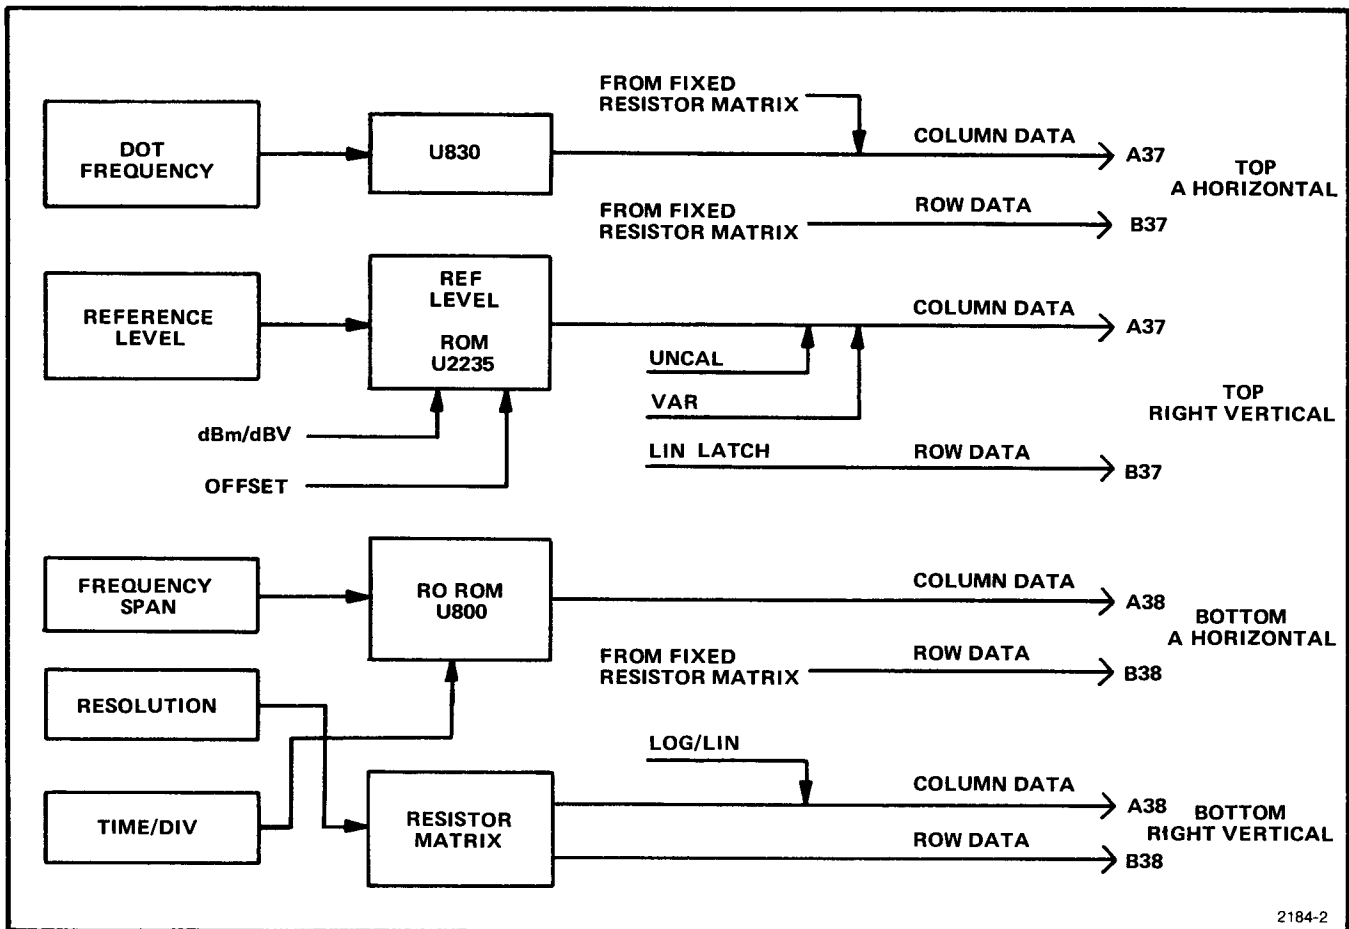 FROM FIXED
RESISTOR MATRIX
DOT
FREQUENCY
U830
COLUMN DATA
A37
TOP
A HORIZONTAL
FROM FIXED
RESISTOR MATRIX
ROW DATA
B37
REFERENCE
LEVEL
REF
LEVEL
ROM
U2235
COLUMN DATA
A37
UNCAL
VAR
TOP
RIGHT VERTICAL
dBm/dBV
LIN LATCH
ROW DATA
B37
OFFSET
FREQUENCY
SPAN
RO ROM
U800
COLUMN DATA
A38
BOTTOM
A HORIZONTAL
FROM FIXED
RESISTOR MATRIX
ROW DATA
B38
RESOLUTION
LOG/LIN
TIME/DIV
RESISTOR
MATRIX
COLUMN DATA
A38
BOTTOM
RIGHT VERTICAL
ROW DATA
B38
2184-2